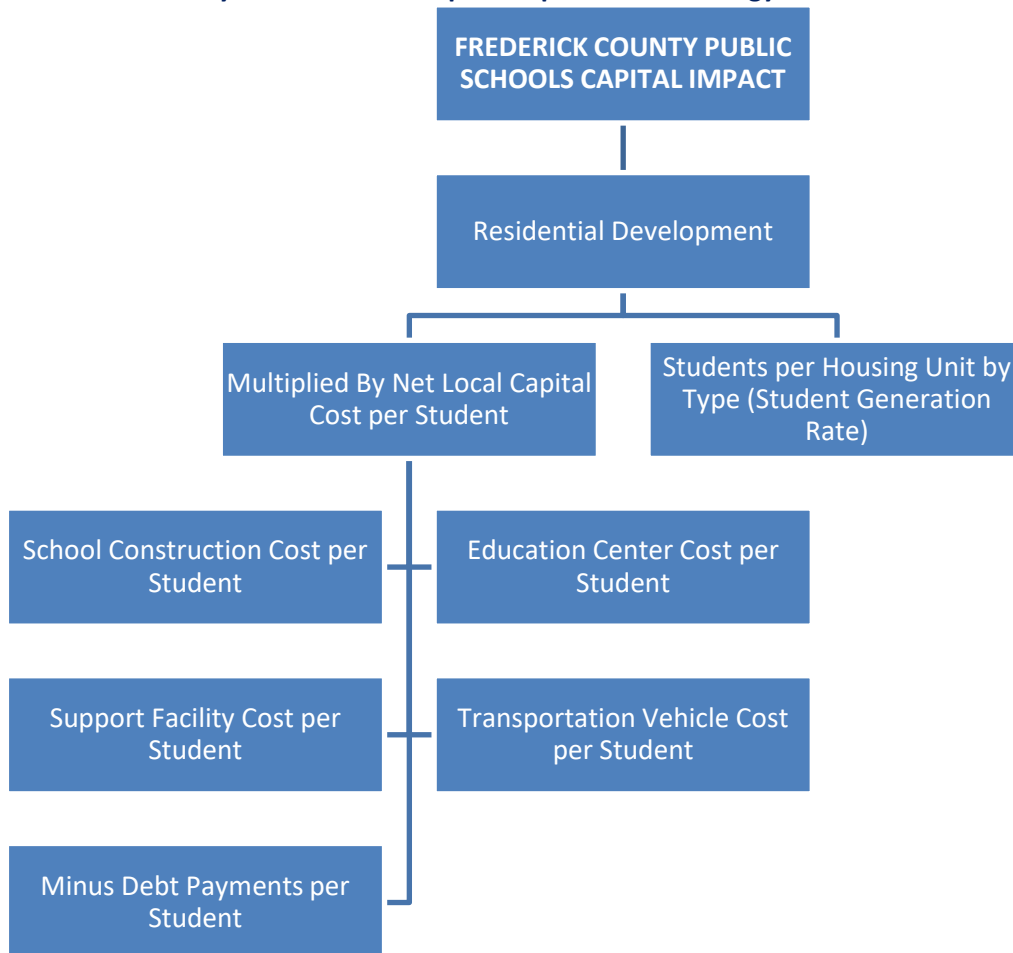 FREDERICK COUNTY PUBLIC
SCHOOLS CAPITAL IMPACT
Residential Development
Multiplied By Net Local Capital
Cost per Student
Students per Housing Unit by
Type (Student Generation
Rate)
School Construction Cost per
Student
Education Center Cost per
Student
Support Facility Cost per
Student
Transportation Vehicle Cost
per Student
Minus Debt Payments per
Student